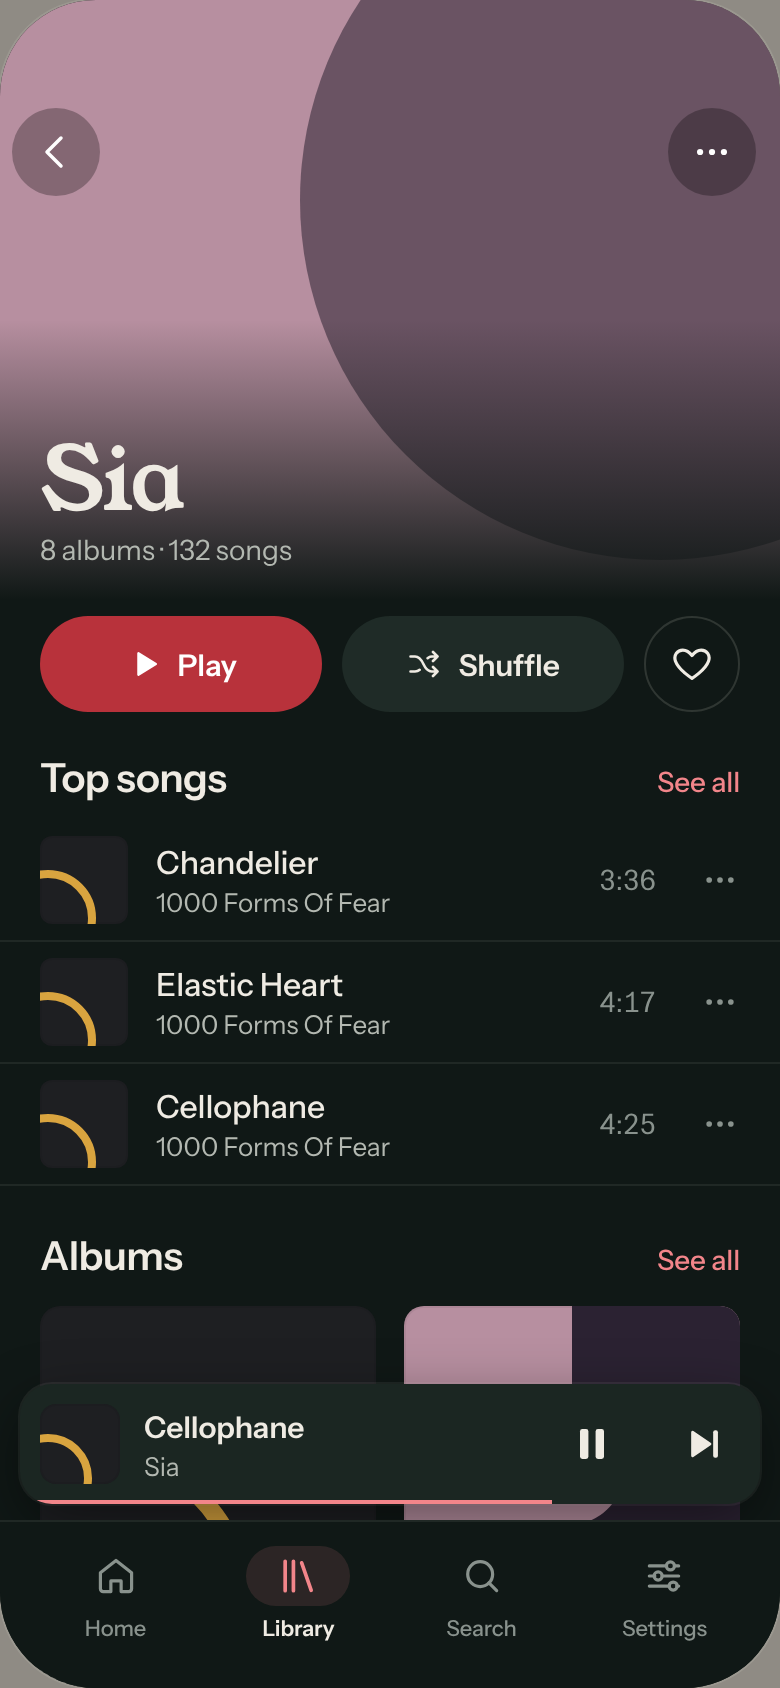 Sia
8 albums · 132 songs
Play
Shuffle
Top songs
See all
Chandelier
1000 Forms Of Fear
3:36
Elastic Heart
1000 Forms Of Fear
4:17
Cellophane
1000 Forms Of Fear
4:25
Albums
See all
Cellophane
Sia
Home
Library
Search
Settings